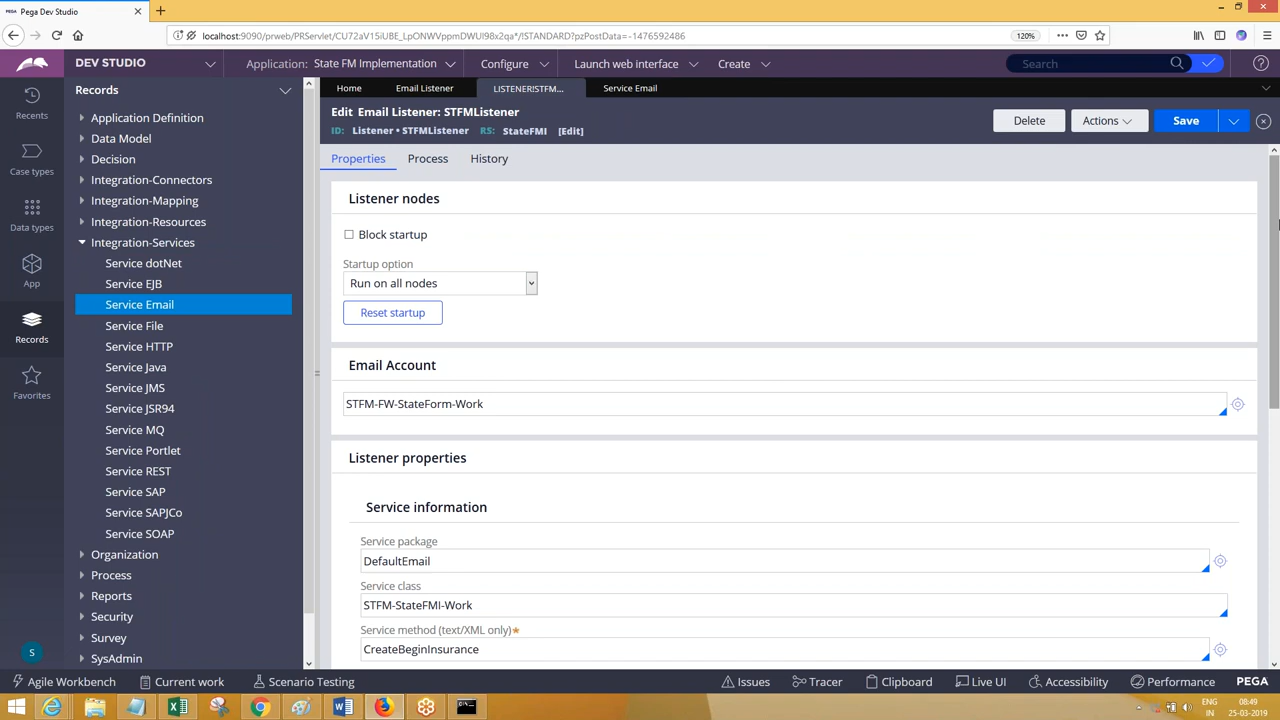 Pega Dev Studio
localhost:9090/prweb/PRServlet/CU72aV15iUBE_LpONWVppmDWUI98x2qa*/!STANDARD?pzPostData=-1476592486
120%
DEV STUDIO
Application: State FM Implementation
Configure
Launch web interface
Create
Search
Recents
Case types
Data types
App
Records
Favorites
S
Records
Application Definition
Data Model
Decision
Integration-Connectors
Integration-Mapping
Integration-Resources
Integration-Services
Service dotNet
Service EJB
Service Email
Service File
Service HTTP
Service Java
Service JMS
Service JSR94
Service MQ
Service Portlet
Service REST
Service SAP
Service SAPJCo
Service SOAP
Organization
Process
Reports
Security
Survey
SysAdmin
Home
Email Listener
LISTENER!STFM...
Service Email
Edit Email Listener: STFMListener
ID: Listener • STFMListener RS: StateFMI [Edit]
Delete
Actions
Save
Properties
Process
History
Listener nodes
Block startup
Startup option
Run on all nodes
Reset startup
Email Account
STFM-FW-StateForm-Work
Listener properties
Service information
Service package
DefaultEmail
Service class
STFM-StateFMI-Work
Service method (text/XML only)*
CreateBeginInsurance
Agile Workbench
Current work
Scenario Testing
Issues
Tracer
Clipboard
Live UI
Accessibility
Performance
PEGA
ENG
IN
08:49
25-03-2019